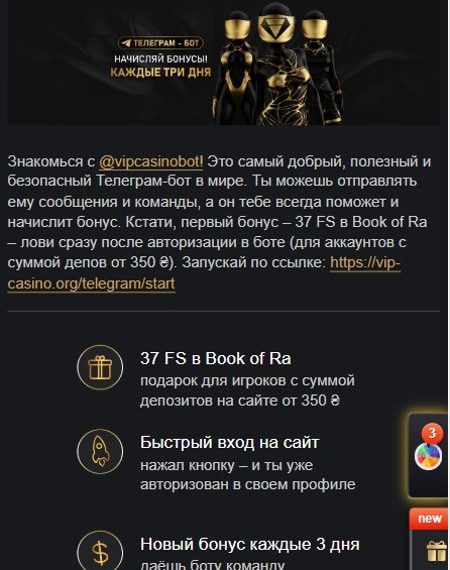 ТЕЛЕГРАМ - БОТ
НАЧИСЛЯЙ БОНУСЫ!
КАЖДЫЕ ТРИ ДНЯ
Знакомься с @vipcasinobot! Это самый добрый, полезный и
безопасный Телеграм-бот в мире. Ты можешь отправлять
ему сообщения и команды, а он тебе всегда поможет и
начислит бонус. Кстати, первый бонус – 37 FS в Book of Ra
– лови сразу после авторизации в боте (для аккаунтов с
суммой депов от 350 ₴). Запускай по ссылке: https://vip-
casino.org/telegram/start
37 FS в Book of Ra
подарок для игроков с суммой
депозитов на сайте от 350 ₴
Быстрый вход на сайт
нажал кнопку – и ты уже
авторизован в своем профиле
3
new
Новый бонус каждые 3 дня
даёшь боту команду